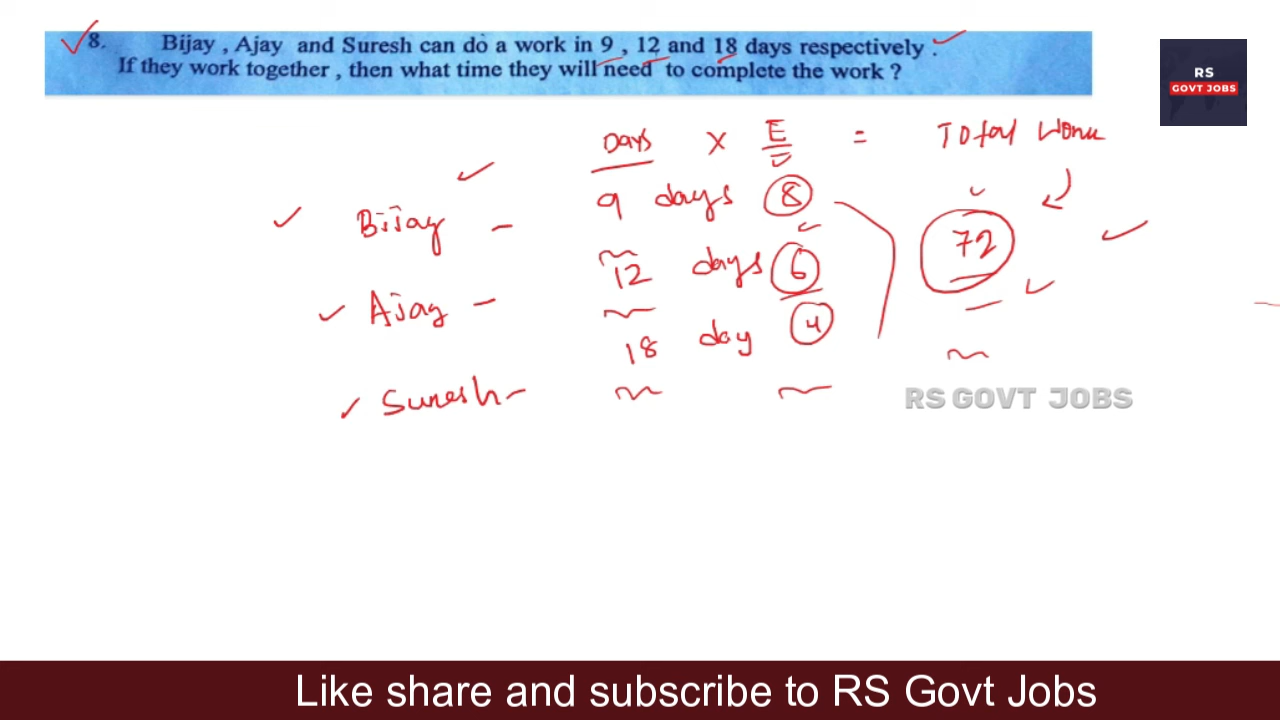 8. Bijay , Ajay and Suresh can do a work in 9 , 12 and 18 days respectively .
If they work together , then what time they will need to complete the work ?
RS
GOVT JOBS
Days × E = Total Work
Bijay - 9 days 8
72
Ajay - 12 days 6
Suresh - 18 day 4
RS GOVT JOBS
Like share and subscribe to RS Govt Jobs